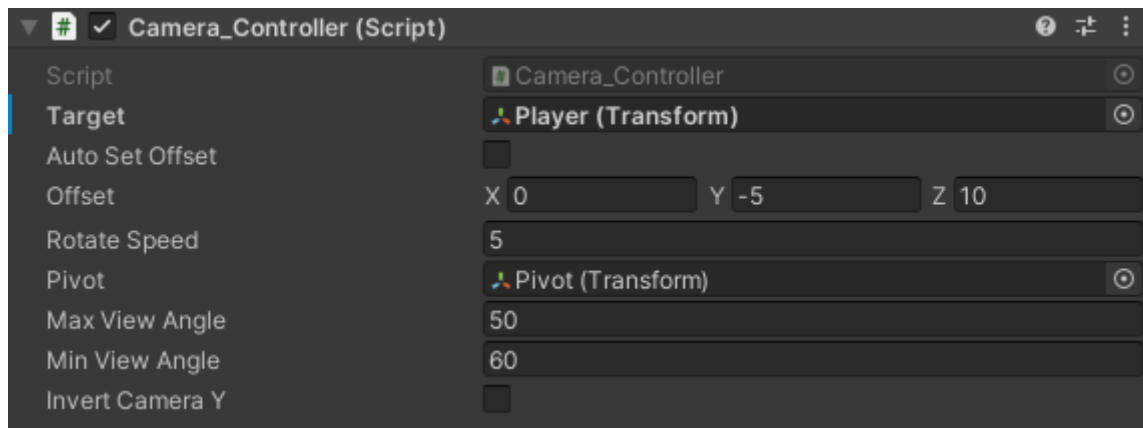 # Camera_Controller (Script)
Script # Camera_Controller
Target Player (Transform)
Auto Set Offset
Offset X 0 Y -5 Z 10
Rotate Speed 5
Pivot Pivot (Transform)
Max View Angle 50
Min View Angle 60
Invert Camera Y